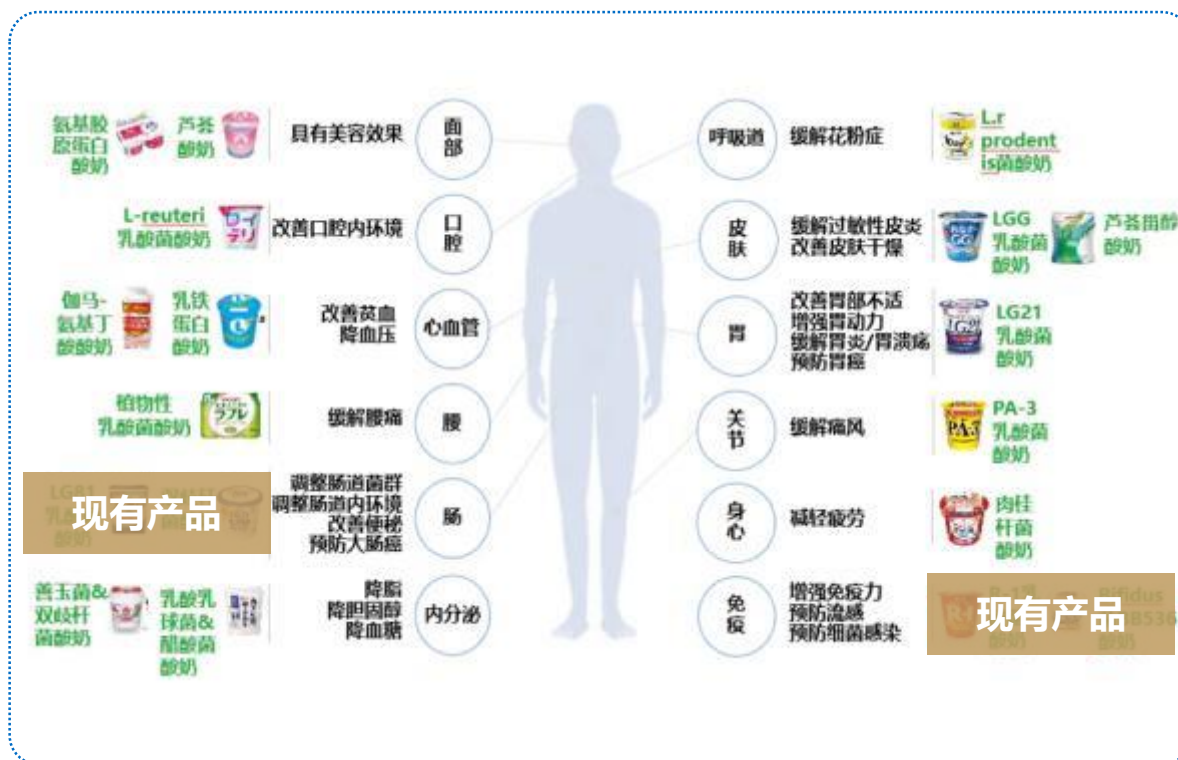 氨基胶
原蛋白
酸奶
芦荟
酸奶
具有美容效果
面
部
L-reuteri
乳酸菌酸奶
改善口腔内环境
口
腔
伽马-
氨基丁
酸酸奶
乳铁
蛋白
酸奶
改善贫血
降血压
心血管
植物性
乳酸菌酸奶
缓解腰痛
腰
现有产品
调整肠道菌群
调整肠道内环境
改善便秘
预防大肠癌
肠
善玉菌&
双歧杆
菌酸奶
乳酸乳
球菌&
醋酸菌
酸奶
降脂
降胆固醇
降血糖
内分泌
呼吸道
缓解花粉症
L.r
prodent
is菌酸奶
皮
肤
缓解过敏性皮炎
改善皮肤干燥
LGG
乳酸菌
酸奶
芦荟甾醇
酸奶
胃
改善胃部不适
增强胃动力
缓解胃炎/胃溃疡
预防胃癌
LG21
乳酸菌
酸奶
关
节
缓解痛风
PA-3
PA-3
乳酸菌
酸奶
身
心
减轻疲劳
肉桂
杆菌
酸奶
免
疫
增强免疫力
预防流感
预防细菌感染
现有产品